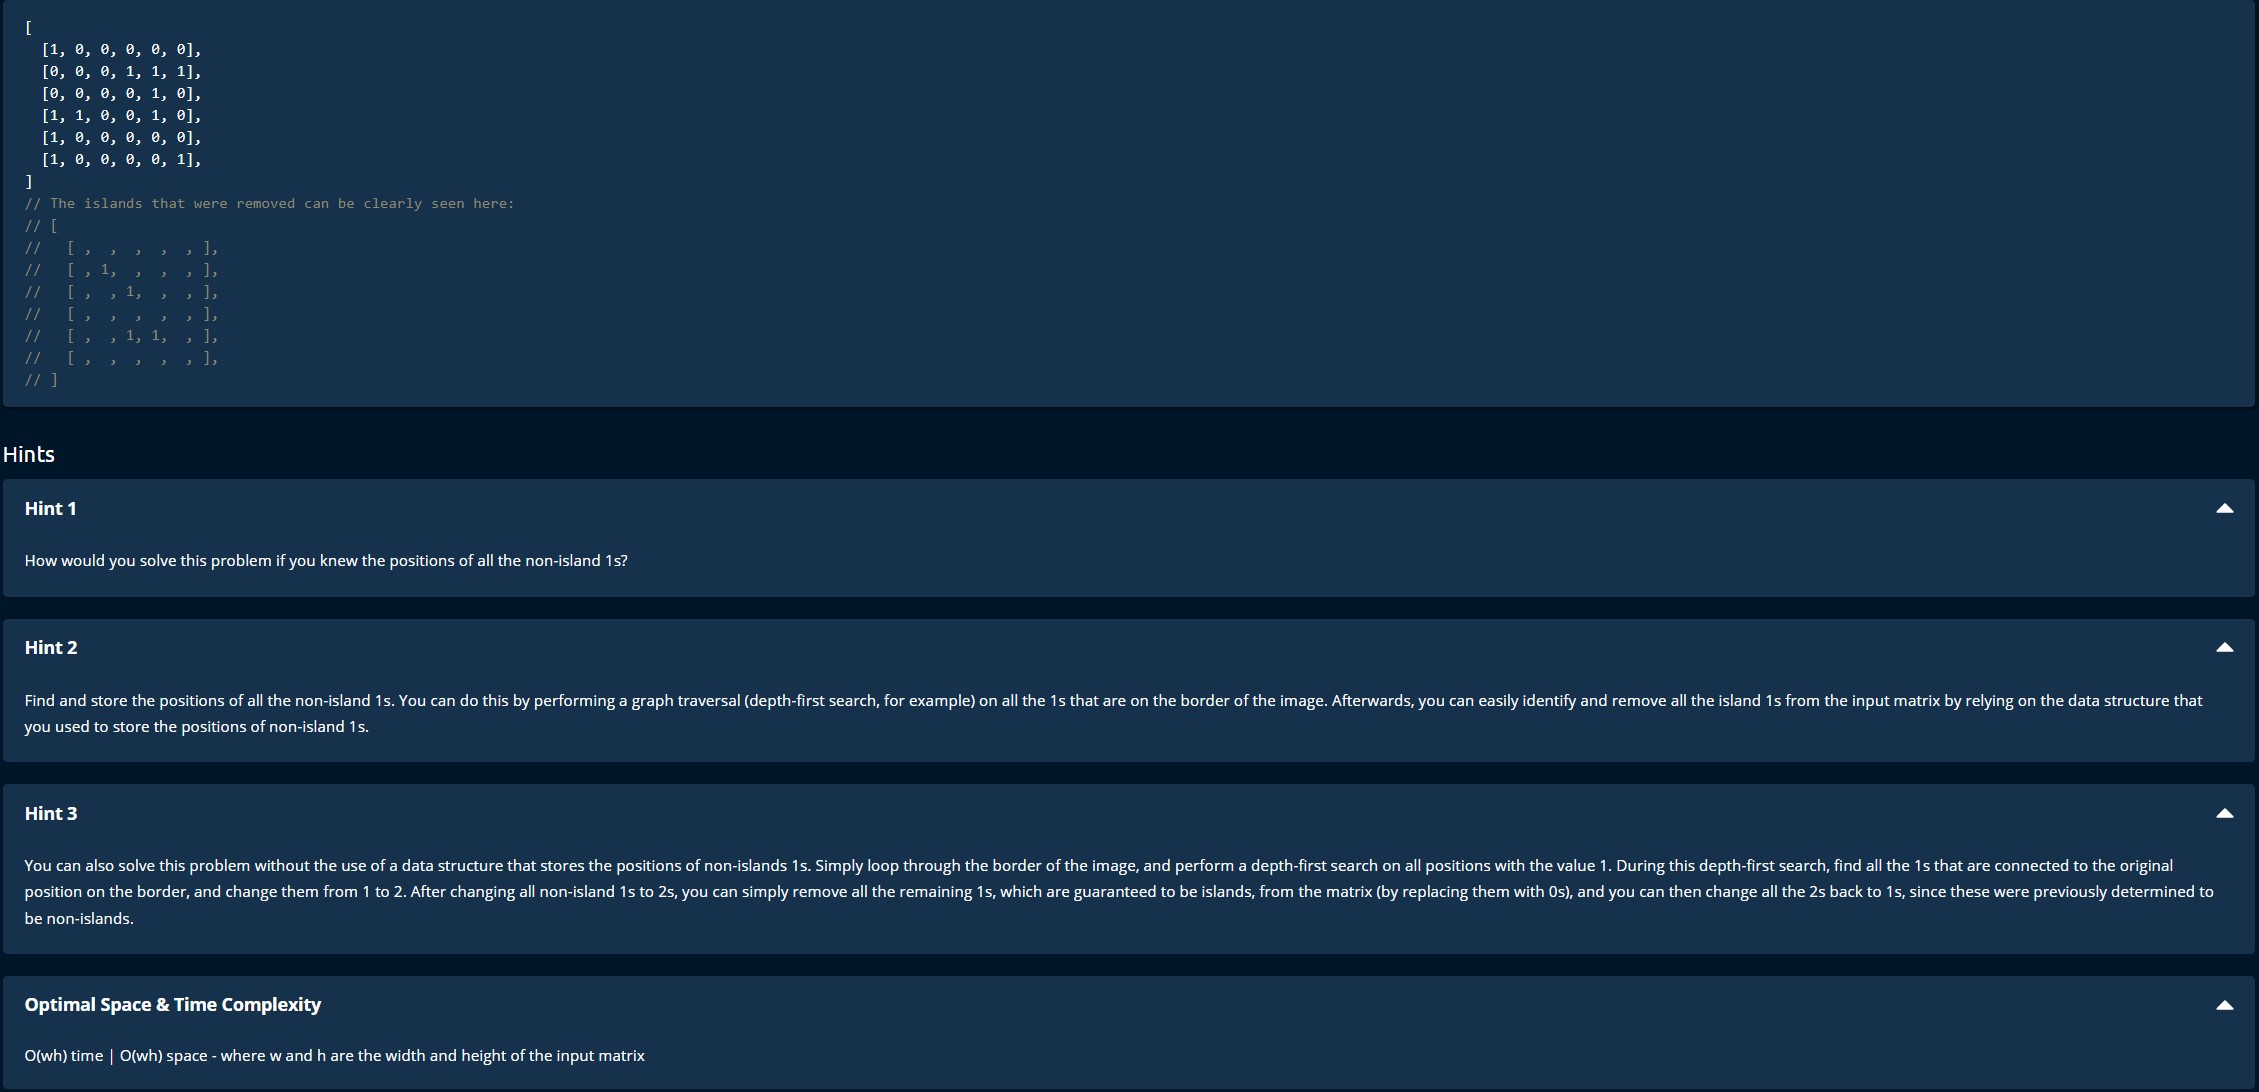 [
  [1, 0, 0, 0, 0, 0],
  [0, 0, 0, 1, 1, 1],
  [0, 0, 0, 0, 1, 0],
  [1, 1, 0, 0, 1, 0],
  [1, 0, 0, 0, 0, 0],
  [1, 0, 0, 0, 0, 1],
]
// The islands that were removed can be clearly seen here:
// [
//   [ ,  ,  ,  ,  , ],
//   [ , 1,  ,  ,  , ],
//   [ ,  , 1,  ,  , ],
//   [ ,  ,  ,  ,  , ],
//   [ ,  , 1, 1,  , ],
//   [ ,  ,  ,  ,  , ],
// ]
Hints
Hint 1
How would you solve this problem if you knew the positions of all the non-island 1s?
Hint 2
Find and store the positions of all the non-island 1s. You can do this by performing a graph traversal (depth-first search, for example) on all the 1s that are on the border of the image. Afterwards, you can easily identify and remove all the island 1s from the input matrix by relying on the data structure that
you used to store the positions of non-island 1s.
Hint 3
You can also solve this problem without the use of a data structure that stores the positions of non-islands 1s. Simply loop through the border of the image, and perform a depth-first search on all positions with the value 1. During this depth-first search, find all the 1s that are connected to the original
position on the border, and change them from 1 to 2. After changing all non-island 1s to 2s, you can simply remove all the remaining 1s, which are guaranteed to be islands, from the matrix (by replacing them with 0s), and you can then change all the 2s back to 1s, since these were previously determined to
be non-islands.
Optimal Space & Time Complexity
O(wh) time | O(wh) space - where w and h are the width and height of the input matrix